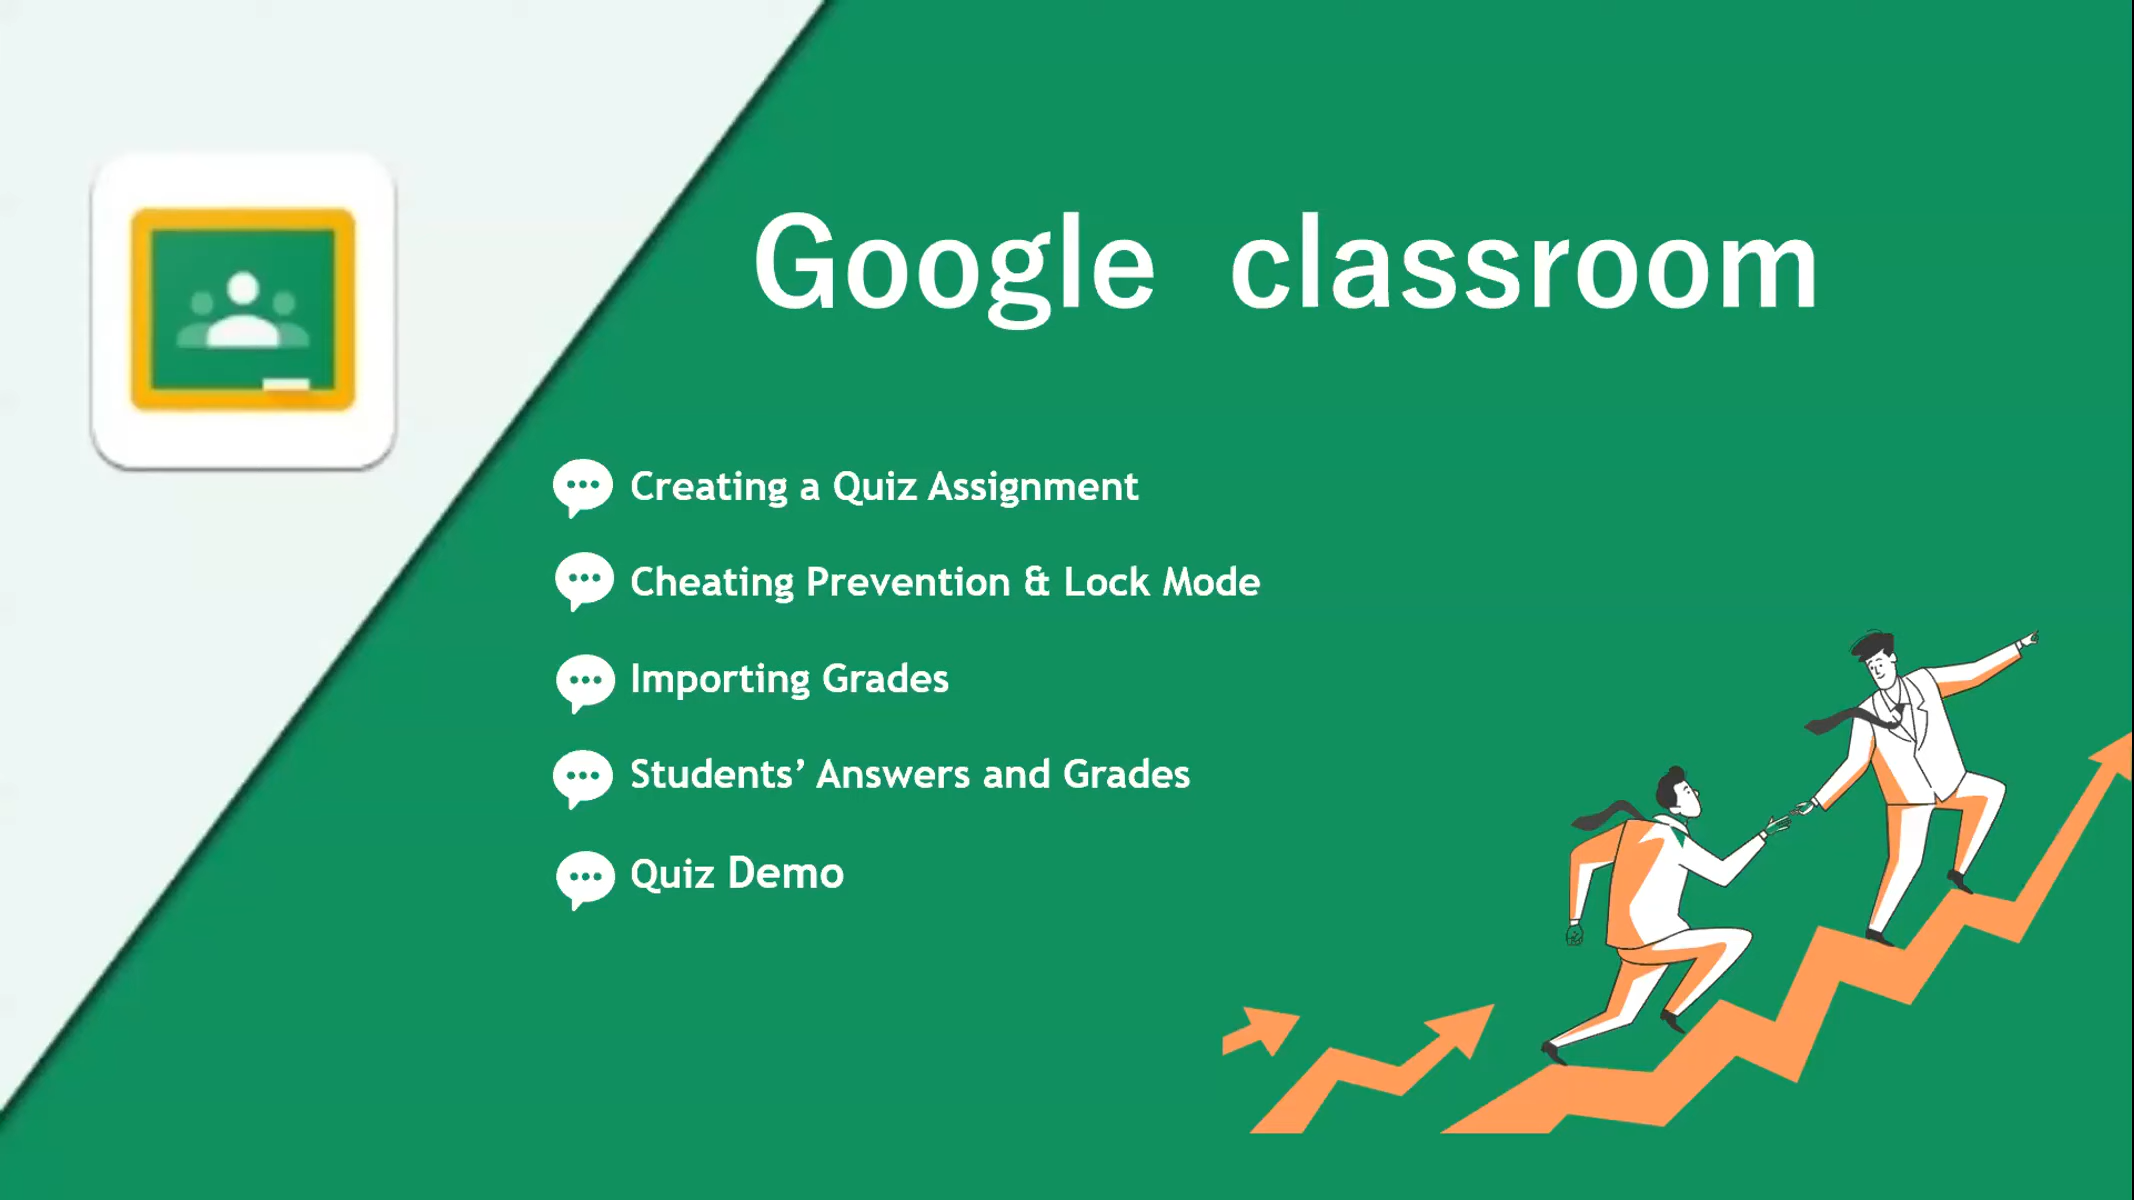 Google classroom
Creating a Quiz Assignment
Cheating Prevention & Lock Mode
Importing Grades
Students’ Answers and Grades
Quiz Demo